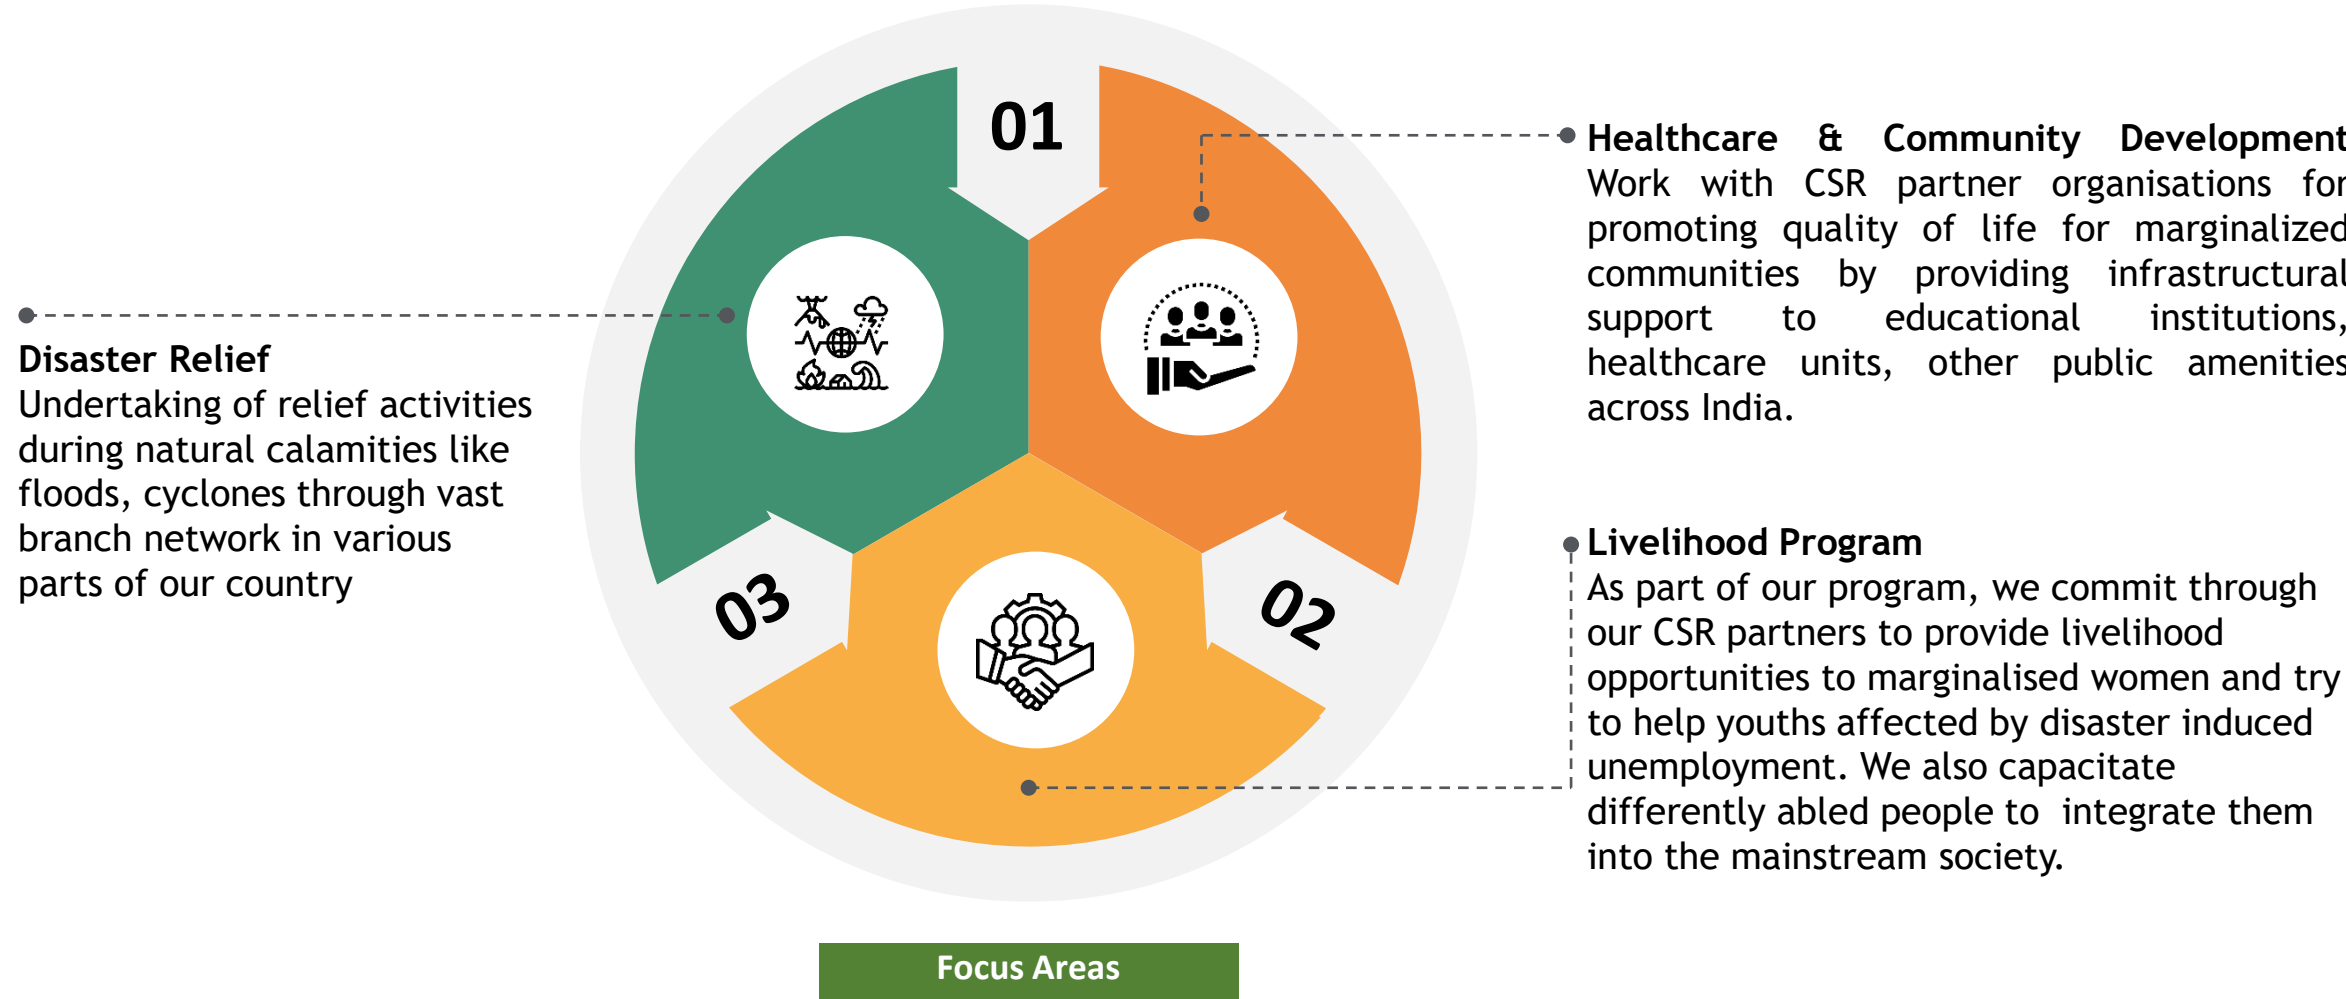 01
Healthcare & Community Development
Work with CSR partner organisations for
promoting quality of life for marginalized
communities by providing infrastructural
support to educational institutions,
healthcare units, other public amenities
across India.
02
Livelihood Program
As part of our program, we commit through
our CSR partners to provide livelihood
opportunities to marginalised women and try
to help youths affected by disaster induced
unemployment. We also capacitate
differently abled people to integrate them
into the mainstream society.
03
Disaster Relief
Undertaking of relief activities
during natural calamities like
floods, cyclones through vast
branch network in various
parts of our country
Focus Areas